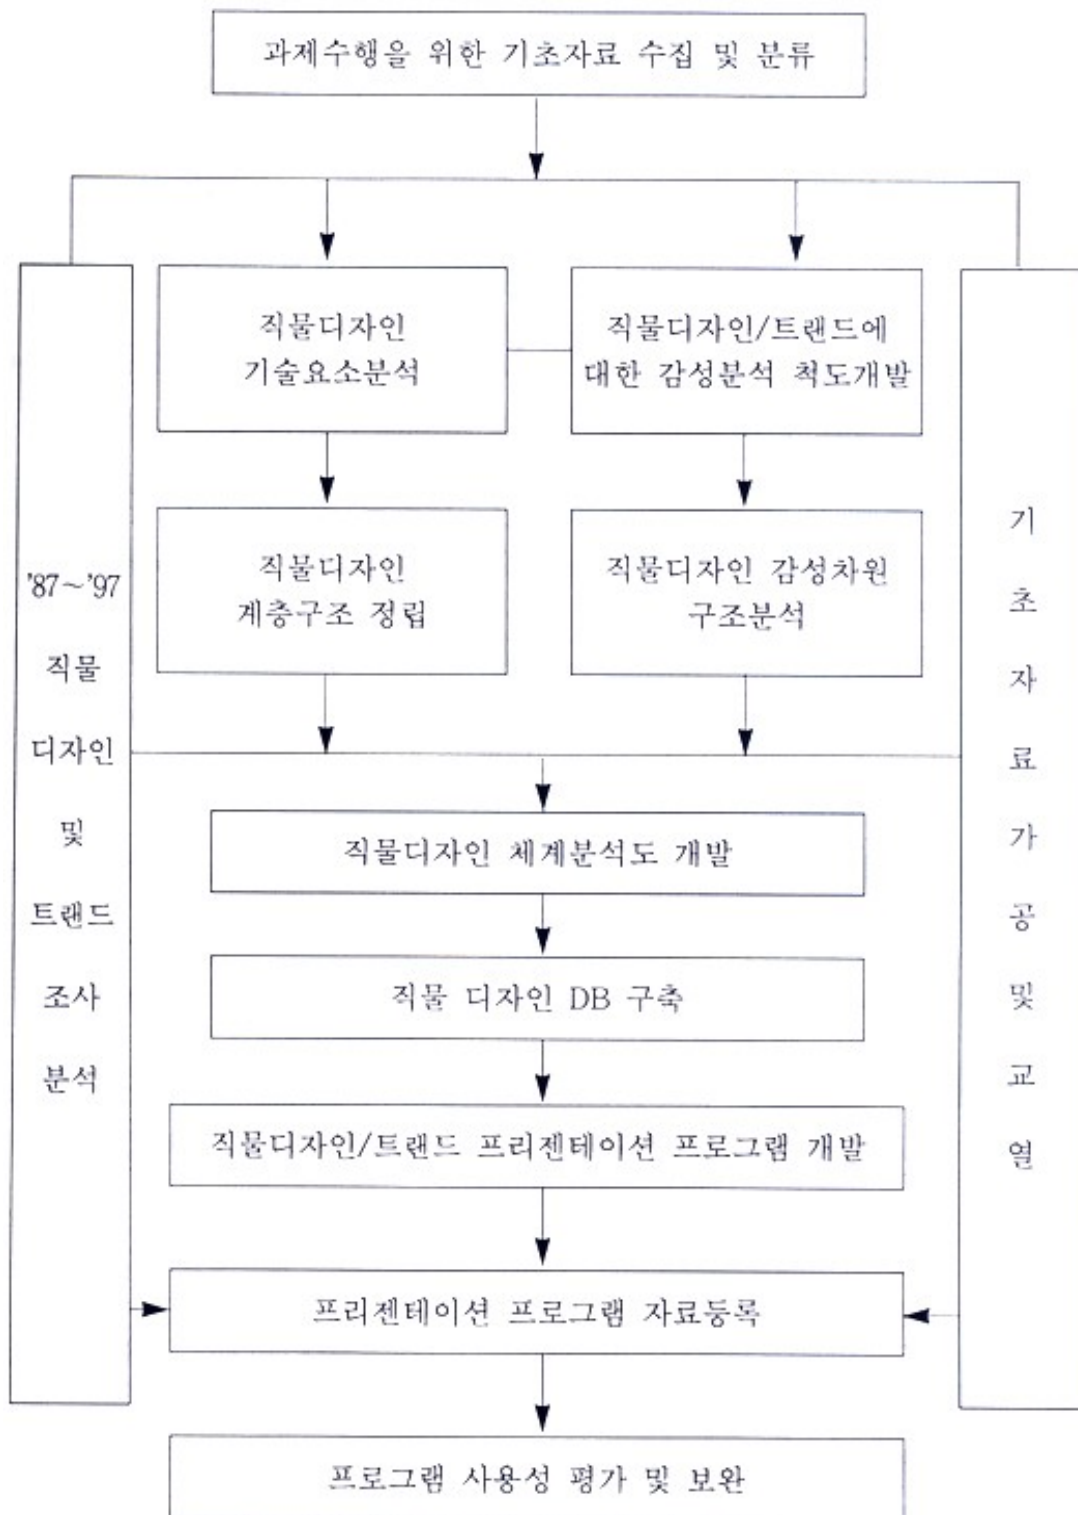 과제수행을 위한 기초자료 수집 및 분류
직물디자인
기술요소분석
직물디자인/트랜드에
대한 감성분석 척도개발
직물디자인
계층구조 정립
직물디자인 감성차원
구조분석
'87~'97
직물
디자인
및
트랜드
조사
분석
기
초
자
료
가
공
및
교
열
직물디자인 체계분석도 개발
직물 디자인 DB 구축
직물디자인/트랜드 프리젠테이션 프로그램 개발
프리젠테이션 프로그램 자료등록
프로그램 사용성 평가 및 보완